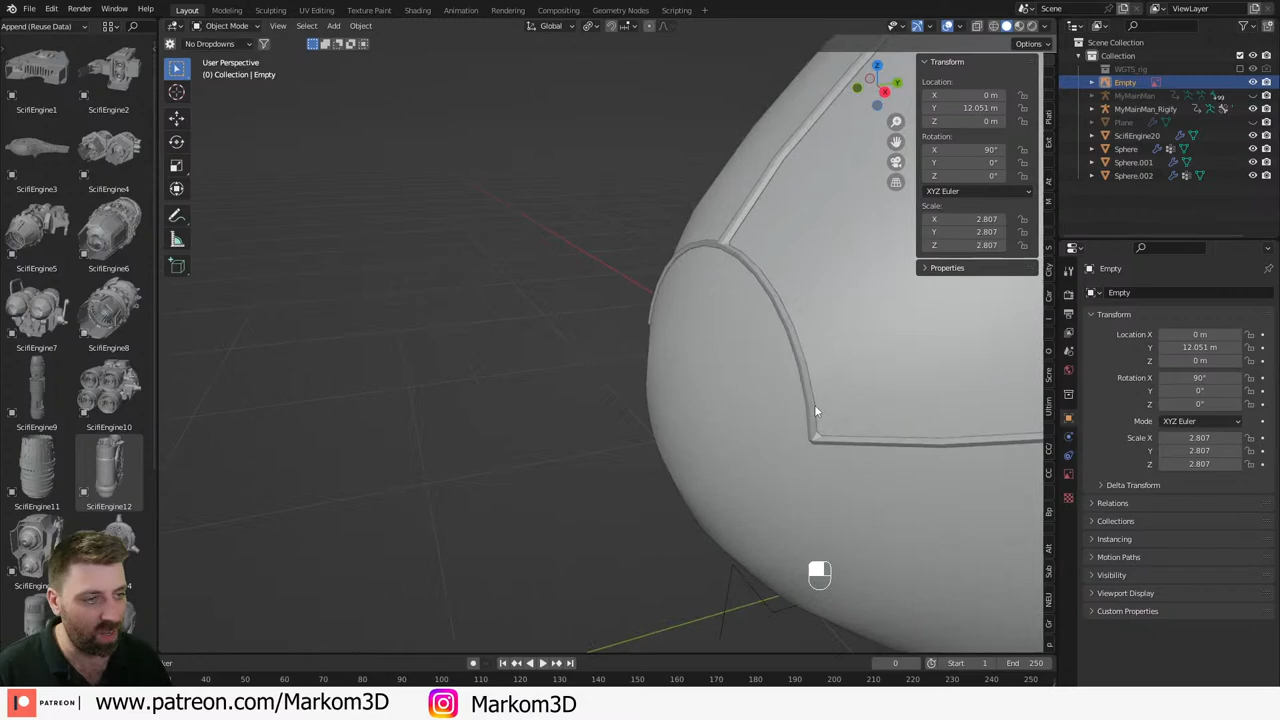 File Edit Render Window Help Layout Modeling Sculpting UV Editing Texture Paint Shading Animation Rendering Compositing Geometry Nodes Scripting + Scene ViewLayer
Append (Reuse Data) Object Mode View Select Add Object Global
No Dropdowns Options
User Perspective
(0) Collection | Empty
SciFiEngine1 SciFiEngine2
SciFiEngine3 SciFiEngine4
SciFiEngine5 SciFiEngine6
SciFiEngine7 SciFiEngine8
SciFiEngine9 SciFiEngine10
SciFiEngine11 SciFiEngine12
Z
Y
X
Transform
Location:
X 0 m
Y 12.051 m
Z 0 m
Rotation:
X 90°
Y 0°
Z 0°
XYZ Euler
Scale:
X 2.807
Y 2.807
Z 2.807
Properties
Scene Collection
Collection
WGTS_rig
Empty
MyMainMan
MyMainMan_Rigify
Plane
ScifiEngine20
Sphere
Sphere.001
Sphere.002
Empty
Empty
Transform
Location X 0 m
Y 12.051 m
Z 0 m
Rotation X 90°
Y 0°
Z 0°
Mode XYZ Euler
Scale X 2.807
Y 2.807
Z 2.807
Delta Transform
Relations
Collections
Instancing
Motion Paths
Visibility
Viewport Display
Custom Properties
0 Start 1 End 250
40 50 60 70 80 90 100 110 120 130 140 150 160 170 180 190 200 210 220 230 240 250
PATREON www.patreon.com/Markom3D Markom3D